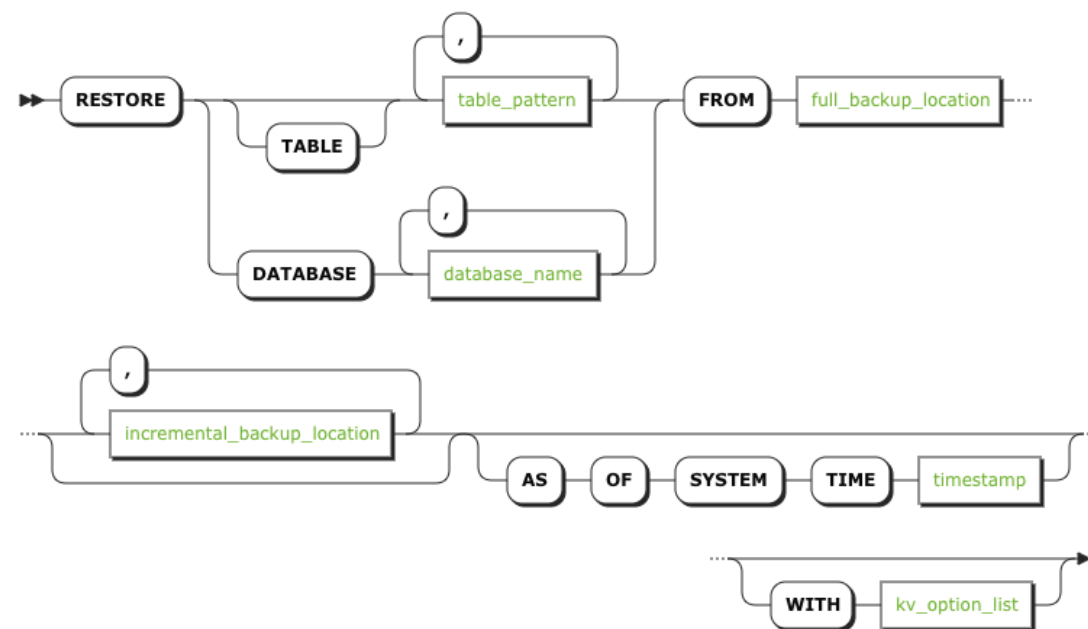 ,
RESTORE table_pattern FROM full_backup_location ....
TABLE
,
DATABASE database_name
,
.... incremental_backup_location
AS OF SYSTEM TIME timestamp
....
WITH kv_option_list